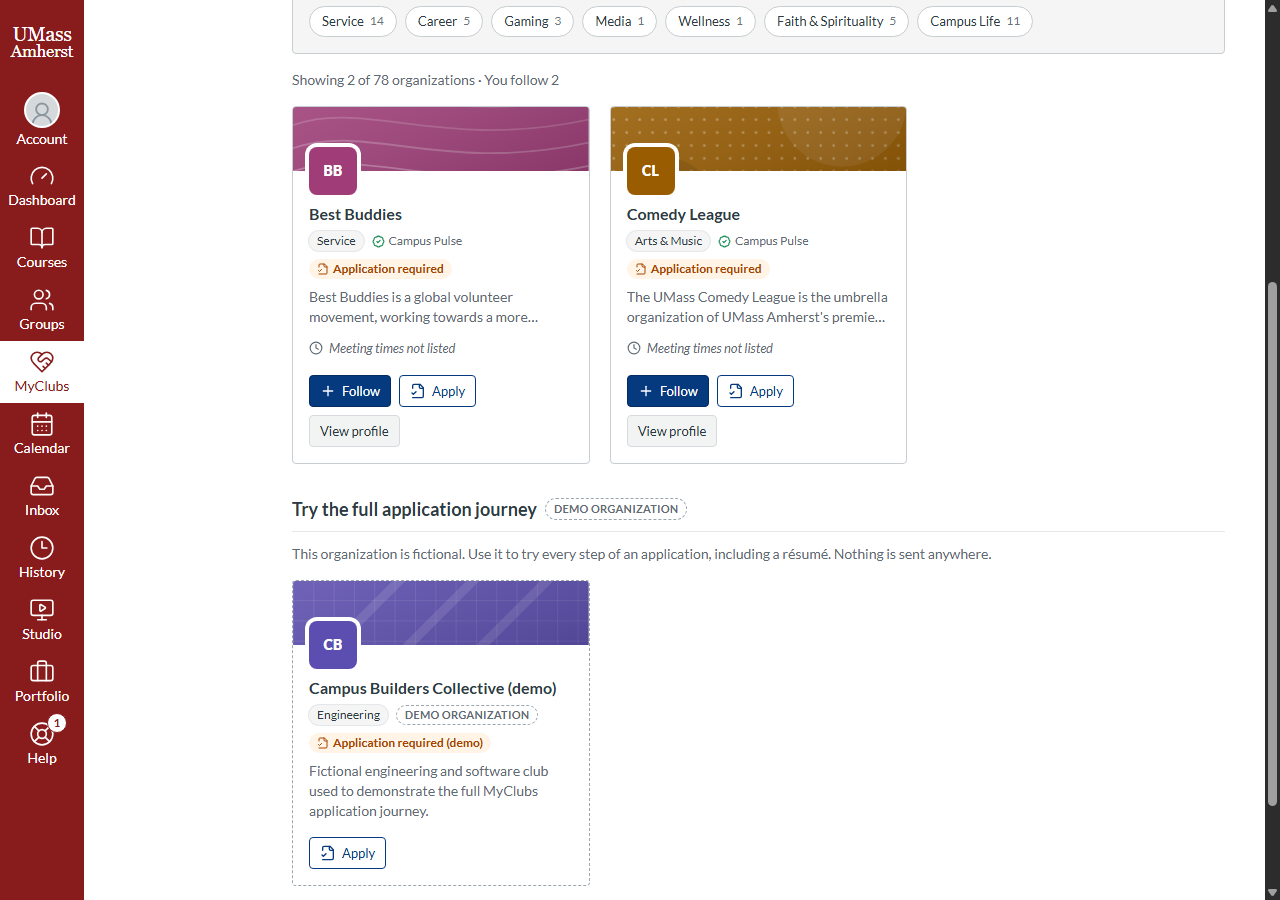 UMass
Amherst
Account
Dashboard
Courses
Groups
MyClubs
Calendar
Inbox
History
Studio
Portfolio
1
Help
Service 14
Career 5
Gaming 3
Media 1
Wellness 1
Faith & Spirituality 5
Campus Life 11
Showing 2 of 78 organizations · You follow 2
BB
Best Buddies
Service
Campus Pulse
Application required
Best Buddies is a global volunteer
movement, working towards a more…
Meeting times not listed
Follow
Apply
View profile
CL
Comedy League
Arts & Music
Campus Pulse
Application required
The UMass Comedy League is the umbrella
organization of UMass Amherst's premie…
Meeting times not listed
Follow
Apply
View profile
Try the full application journey
DEMO ORGANIZATION
This organization is fictional. Use it to try every step of an application, including a résumé. Nothing is sent anywhere.
CB
Campus Builders Collective (demo)
Engineering
DEMO ORGANIZATION
Application required (demo)
Fictional engineering and software club
used to demonstrate the full MyClubs
application journey.
Apply